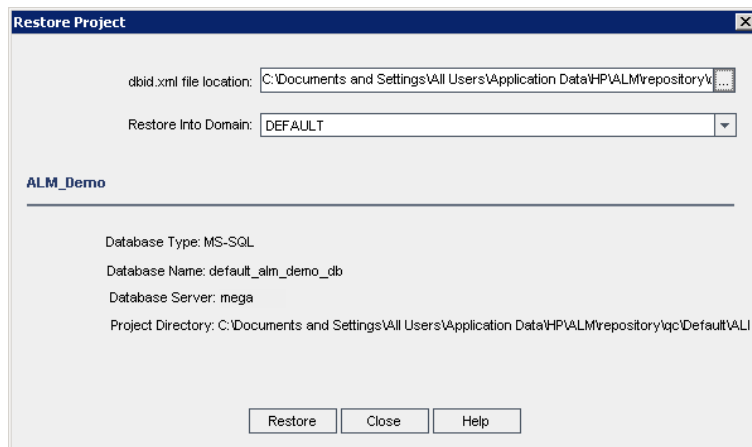 Restore Project
dbid.xml file location: C:\Documents and Settings\All Users\Application Data\HP\ALM\repository\ ...
Restore Into Domain: DEFAULT
ALM_Demo
Database Type: MS-SQL
Database Name: default_alm_demo_db
Database Server: mega
Project Directory: C:\Documents and Settings\All Users\Application Data\HP\ALM\repository\qc\Default\ALI
Restore Close Help